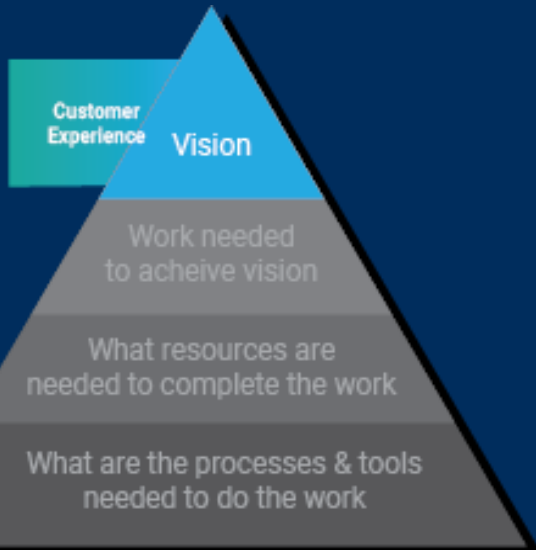 Customer
Experience
Vision
Work needed
to acheive vision
What resources are
needed to complete the work
What are the processes & tools
needed to do the work